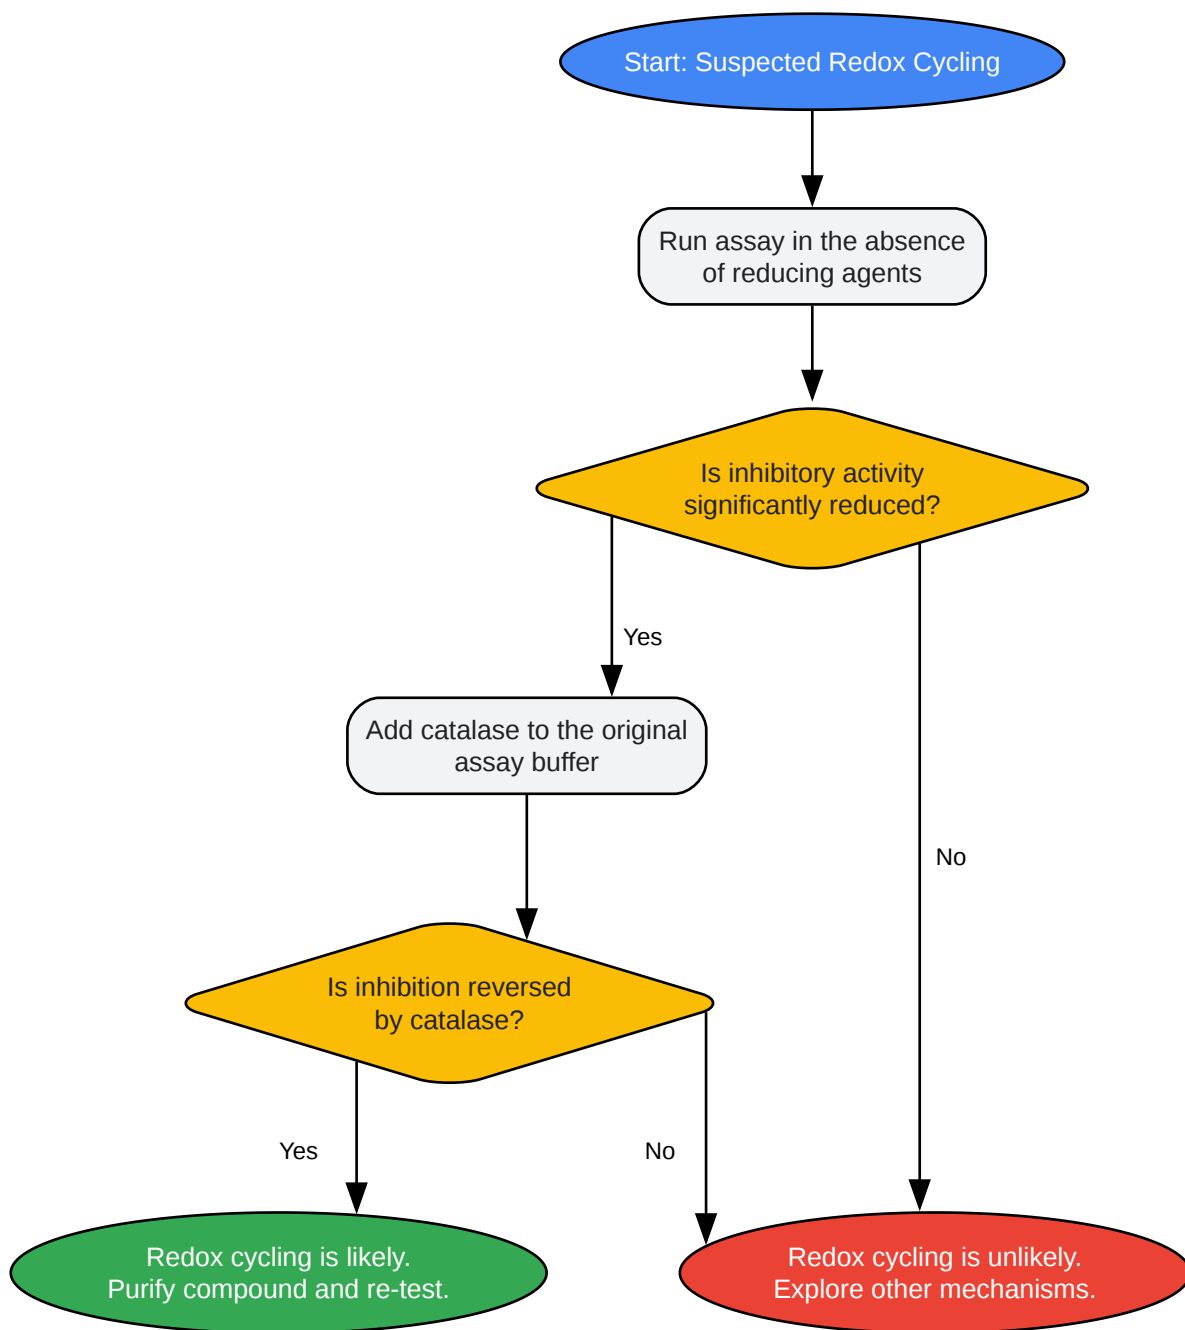 Start: Suspected Redox Cycling
Run assay in the absence
of reducing agents
Is inhibitory activity
significantly reduced?
Yes
Add catalase to the original
assay buffer
No
Is inhibition reversed
by catalase?
Yes
No
Redox cycling is likely.
Purify compound and re-test.
Redox cycling is unlikely.
Explore other mechanisms.